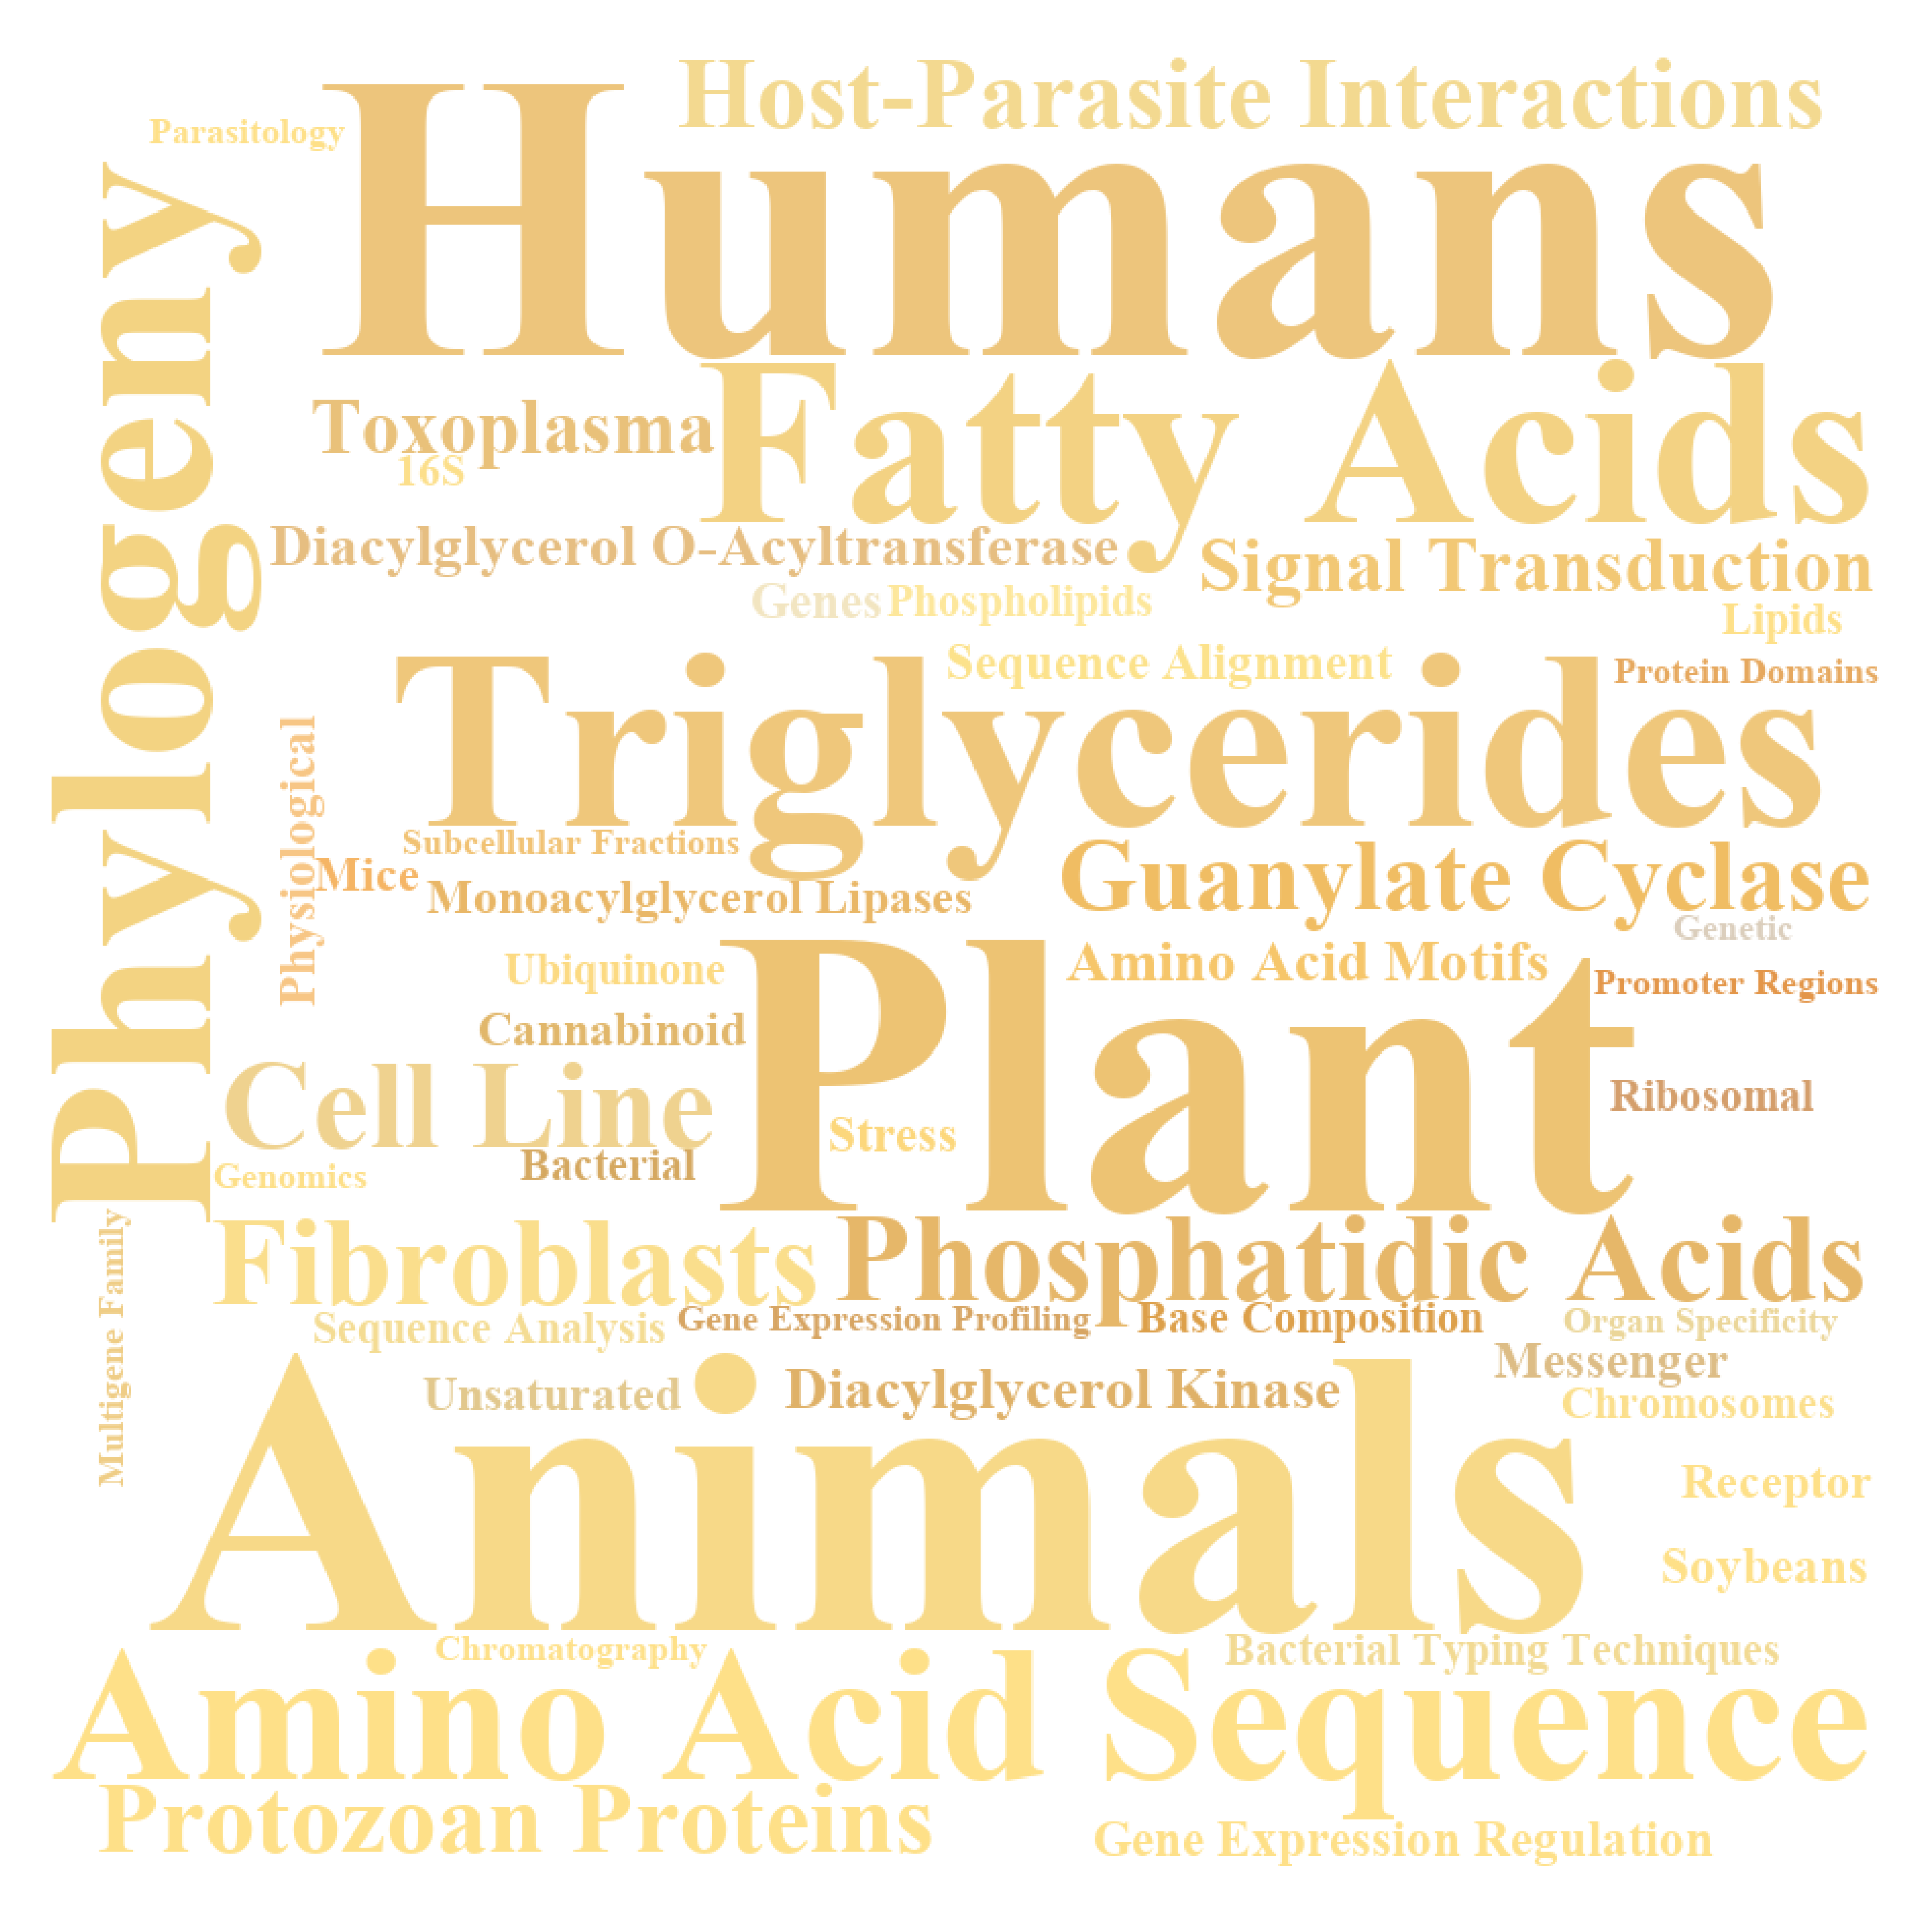 Host-Parasite Interactions
Parasitology
Humans
Phylogeny
Fatty Acids
Toxoplasma
16S
Diacylglycerol O-Acyltransferase
Signal Transduction
Genes
Phospholipids
Lipids
Sequence Alignment
Protein Domains
Triglycerides
Physiological
Subcellular Fractions
Mice
Monoacylglycerol Lipases
Guanylate Cyclase
Genetic
Ubiquinone
Amino Acid Motifs
Promoter Regions
Cannabinoid
Plant
Cell Line
Ribosomal
Stress
Bacterial
Genomics
Multigene Family
Fibroblasts
Phosphatidic Acids
Sequence Analysis
Gene Expression Profiling
Base Composition
Organ Specificity
Messenger
Unsaturated
Diacylglycerol Kinase
Chromosomes
Animals
Receptor
Soybeans
Chromatography
Bacterial Typing Techniques
Amino Acid Sequence
Protozoan Proteins
Gene Expression Regulation